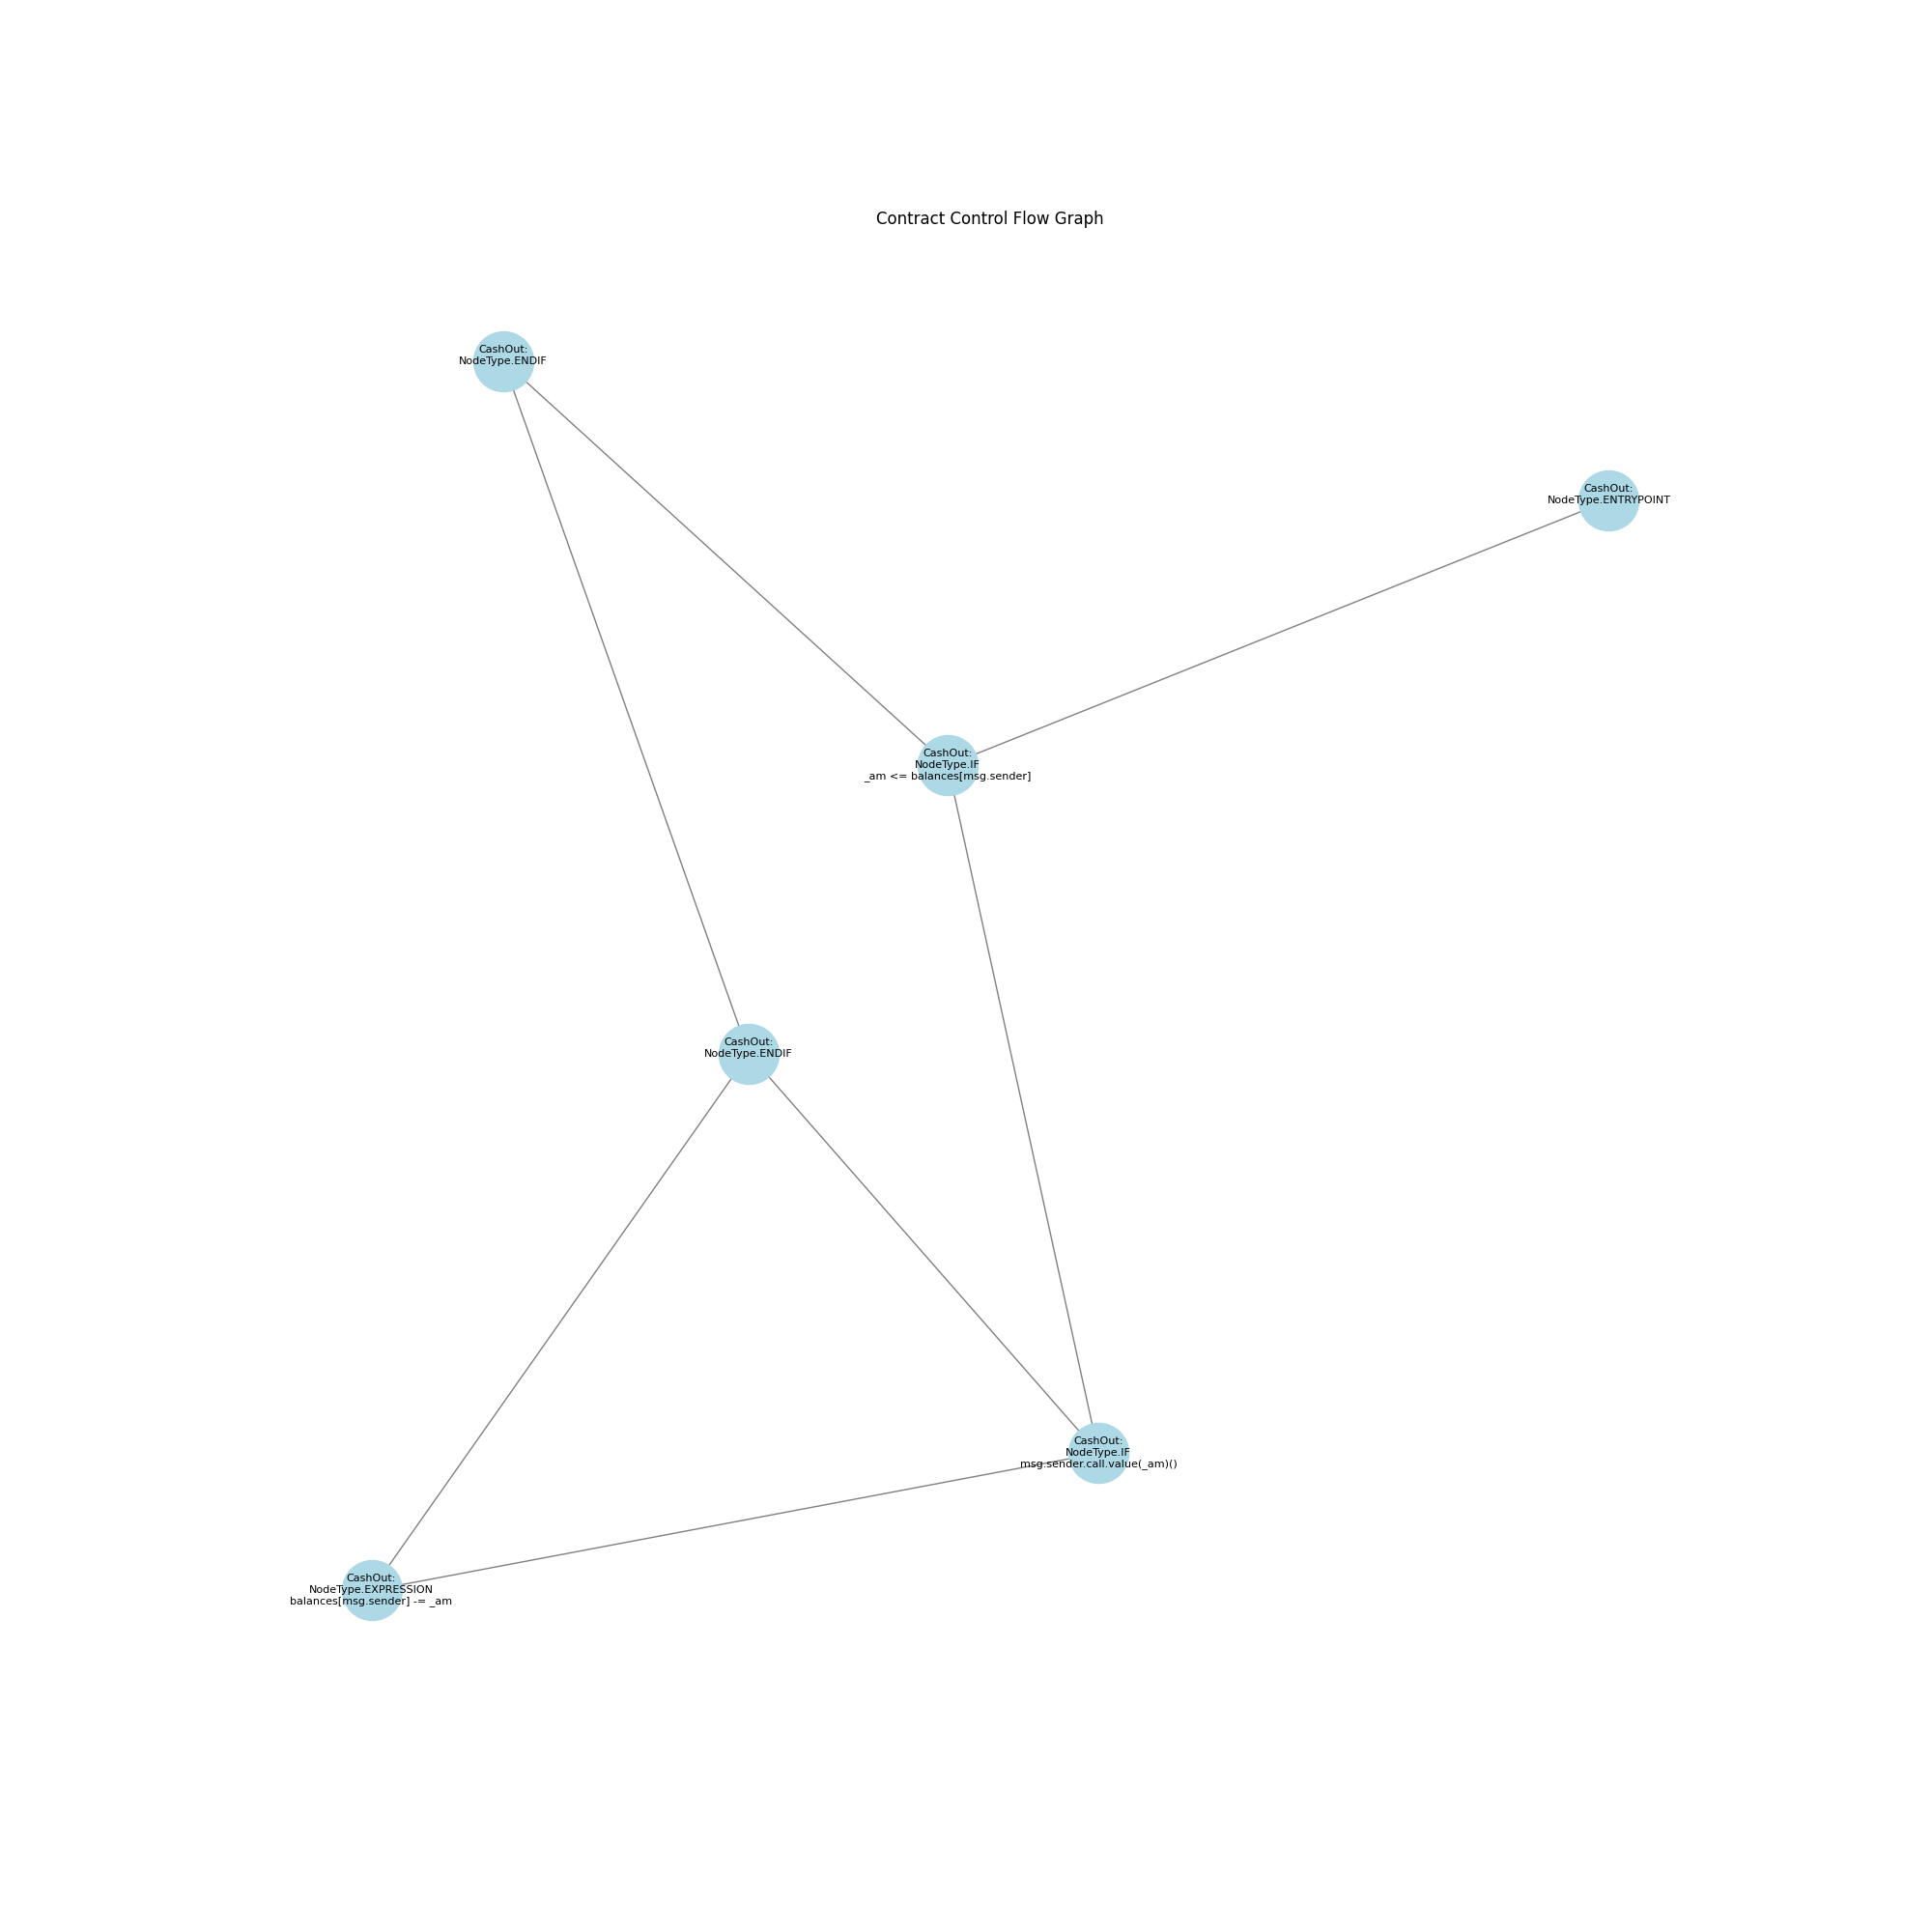 Contract Control Flow Graph
CashOut:
NodeType.ENDIF
CashOut:
NodeType.ENTRYPOINT
CashOut:
NodeType.IF
_am <= balances[msg.sender]
CashOut:
NodeType.ENDIF
CashOut:
NodeType.IF
msg.sender.call.value(_am)()
CashOut:
NodeType.EXPRESSION
balances[msg.sender] -= _am